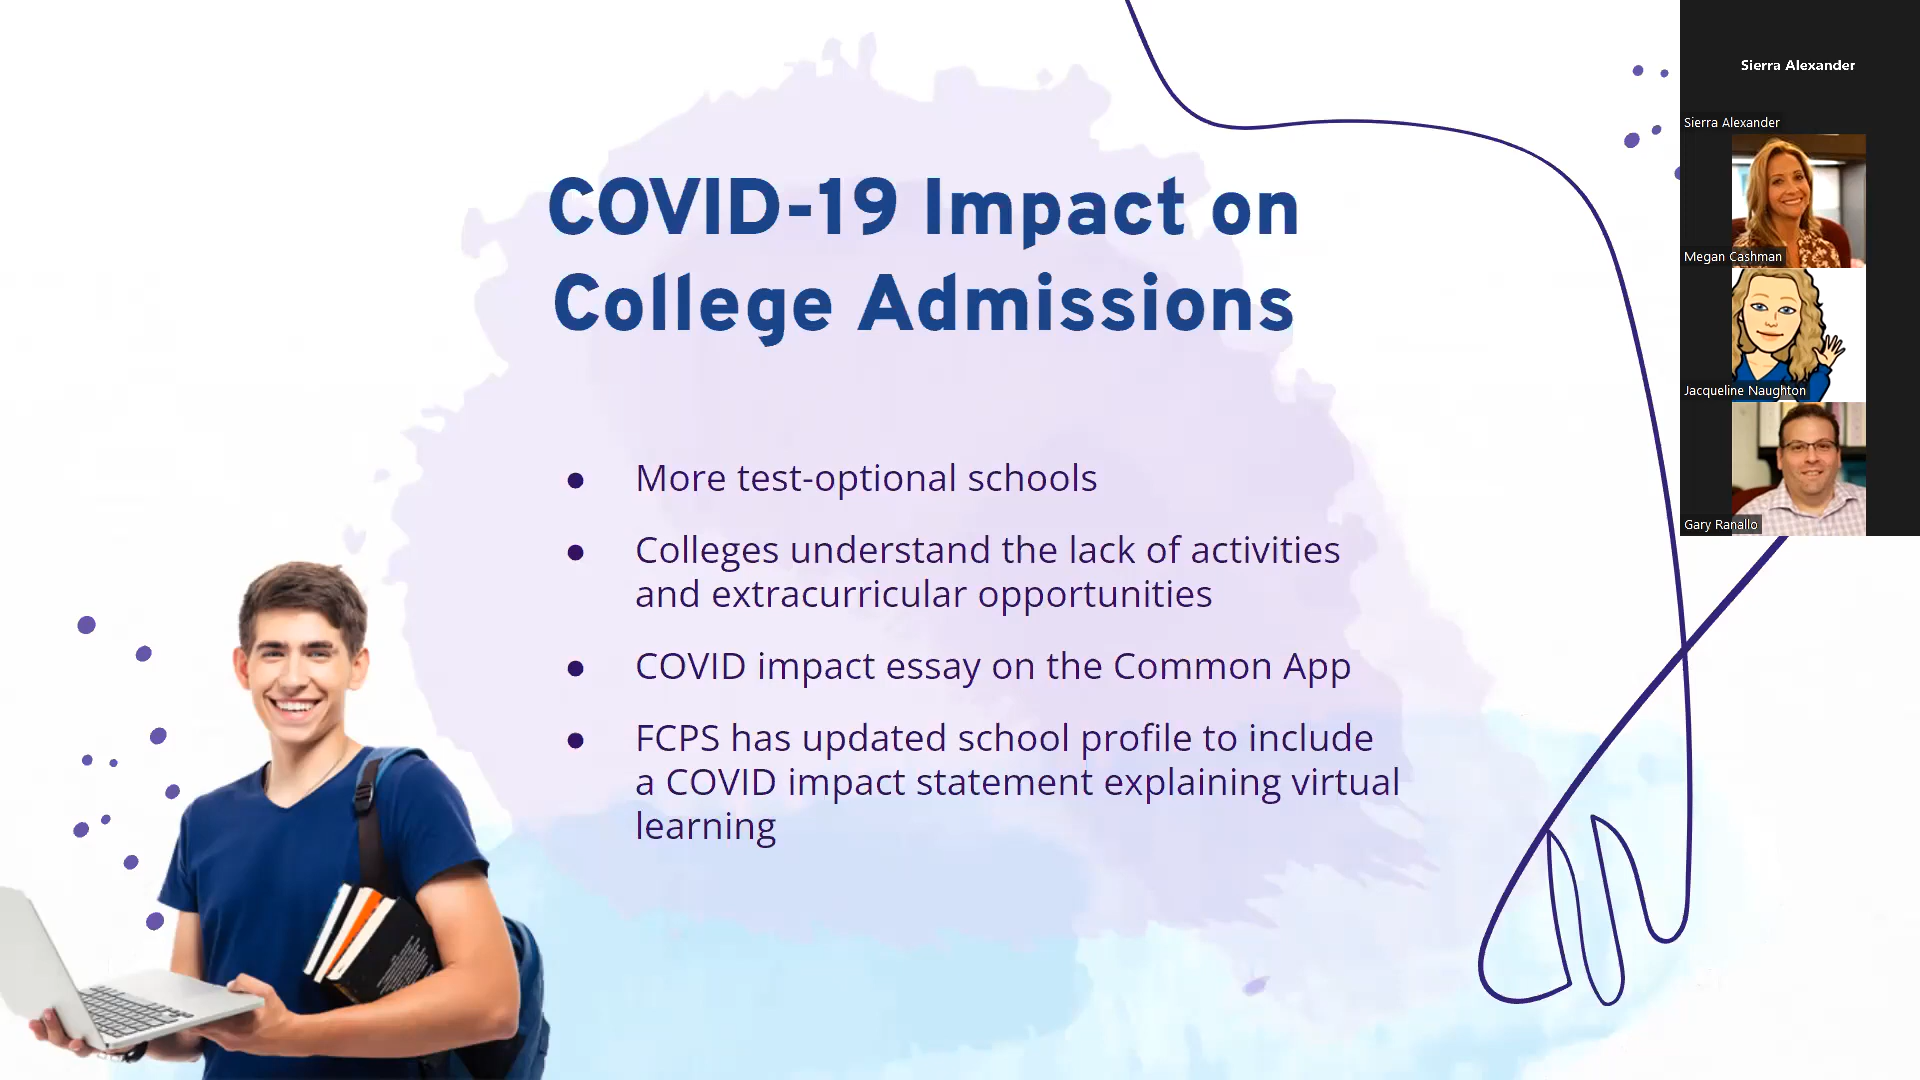 COVID-19 Impact on
College Admissions
● More test-optional schools
● Colleges understand the lack of activities
and extracurricular opportunities
● COVID impact essay on the Common App
● FCPS has updated school profile to include
a COVID impact statement explaining virtual
learning
Sierra Alexander
Sierra Alexander
Megan Cashman
Jacqueline Naughton
Gary Ranallo